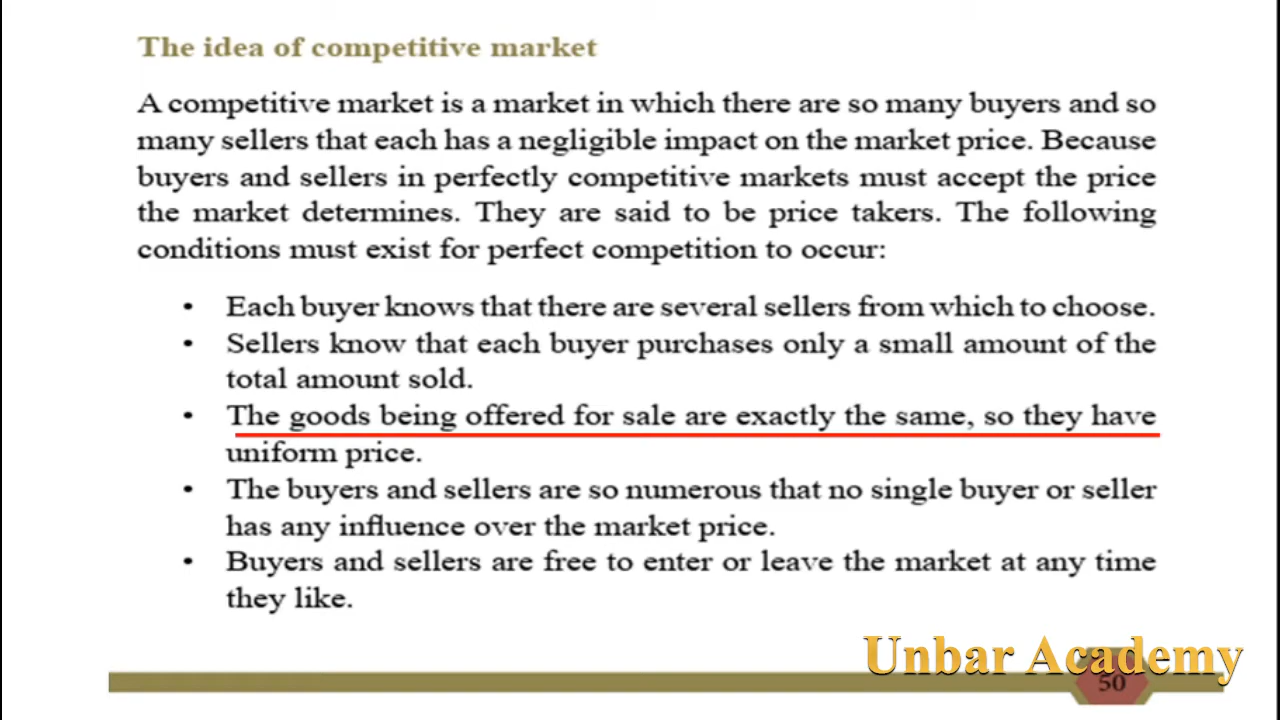 The idea of competitive market
A competitive market is a market in which there are so many buyers and so
many sellers that each has a negligible impact on the market price. Because
buyers and sellers in perfectly competitive markets must accept the price
the market determines. They are said to be price takers. The following
conditions must exist for perfect competition to occur:
• Each buyer knows that there are several sellers from which to choose.
• Sellers know that each buyer purchases only a small amount of the
total amount sold.
• The goods being offered for sale are exactly the same, so they have
uniform price.
• The buyers and sellers are so numerous that no single buyer or seller
has any influence over the market price.
• Buyers and sellers are free to enter or leave the market at any time
they like.
Unbar Academy
50